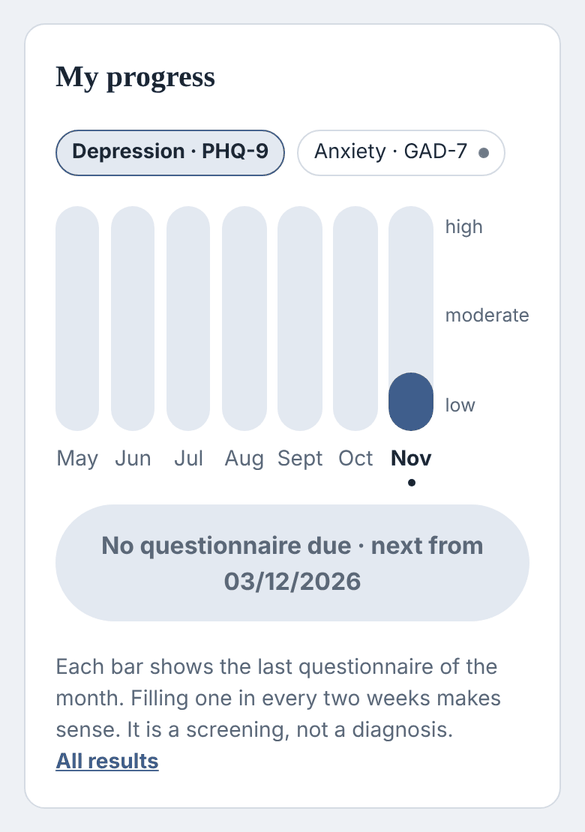 My progress
Depression · PHQ-9
Anxiety · GAD-7
high
moderate
low
May Jun Jul Aug Sept Oct Nov
No questionnaire due · next from
03/12/2026
Each bar shows the last questionnaire of the
month. Filling one in every two weeks makes
sense. It is a screening, not a diagnosis.
All results